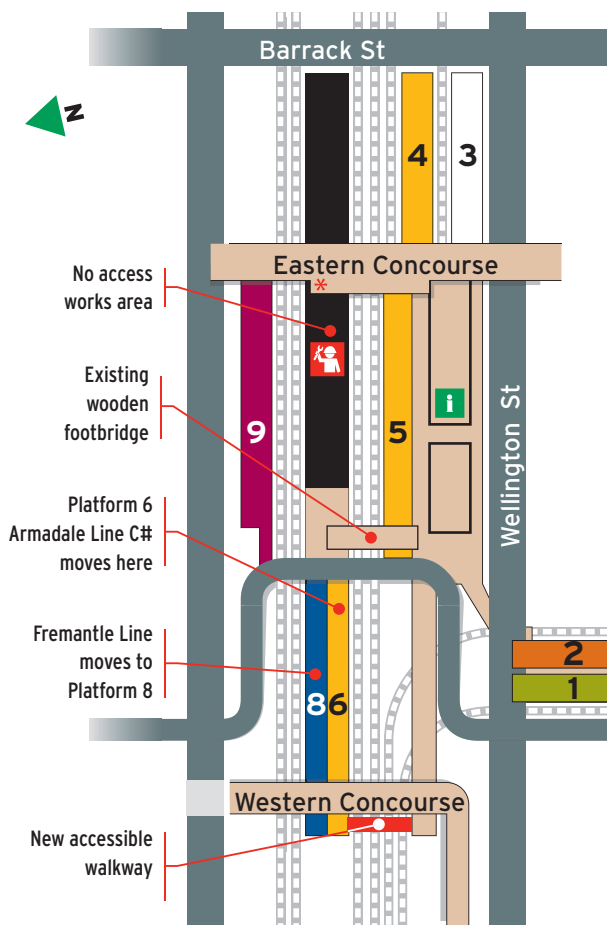 Barrack St
N
4
3
Eastern Concourse
*
No access
works area
Existing
wooden
footbridge
9
5
i
Wellington St
Platform 6
Armadale Line C#
moves here
Fremantle Line
moves to
Platform 8
8
6
2
1
Western Concourse
New accessible
walkway